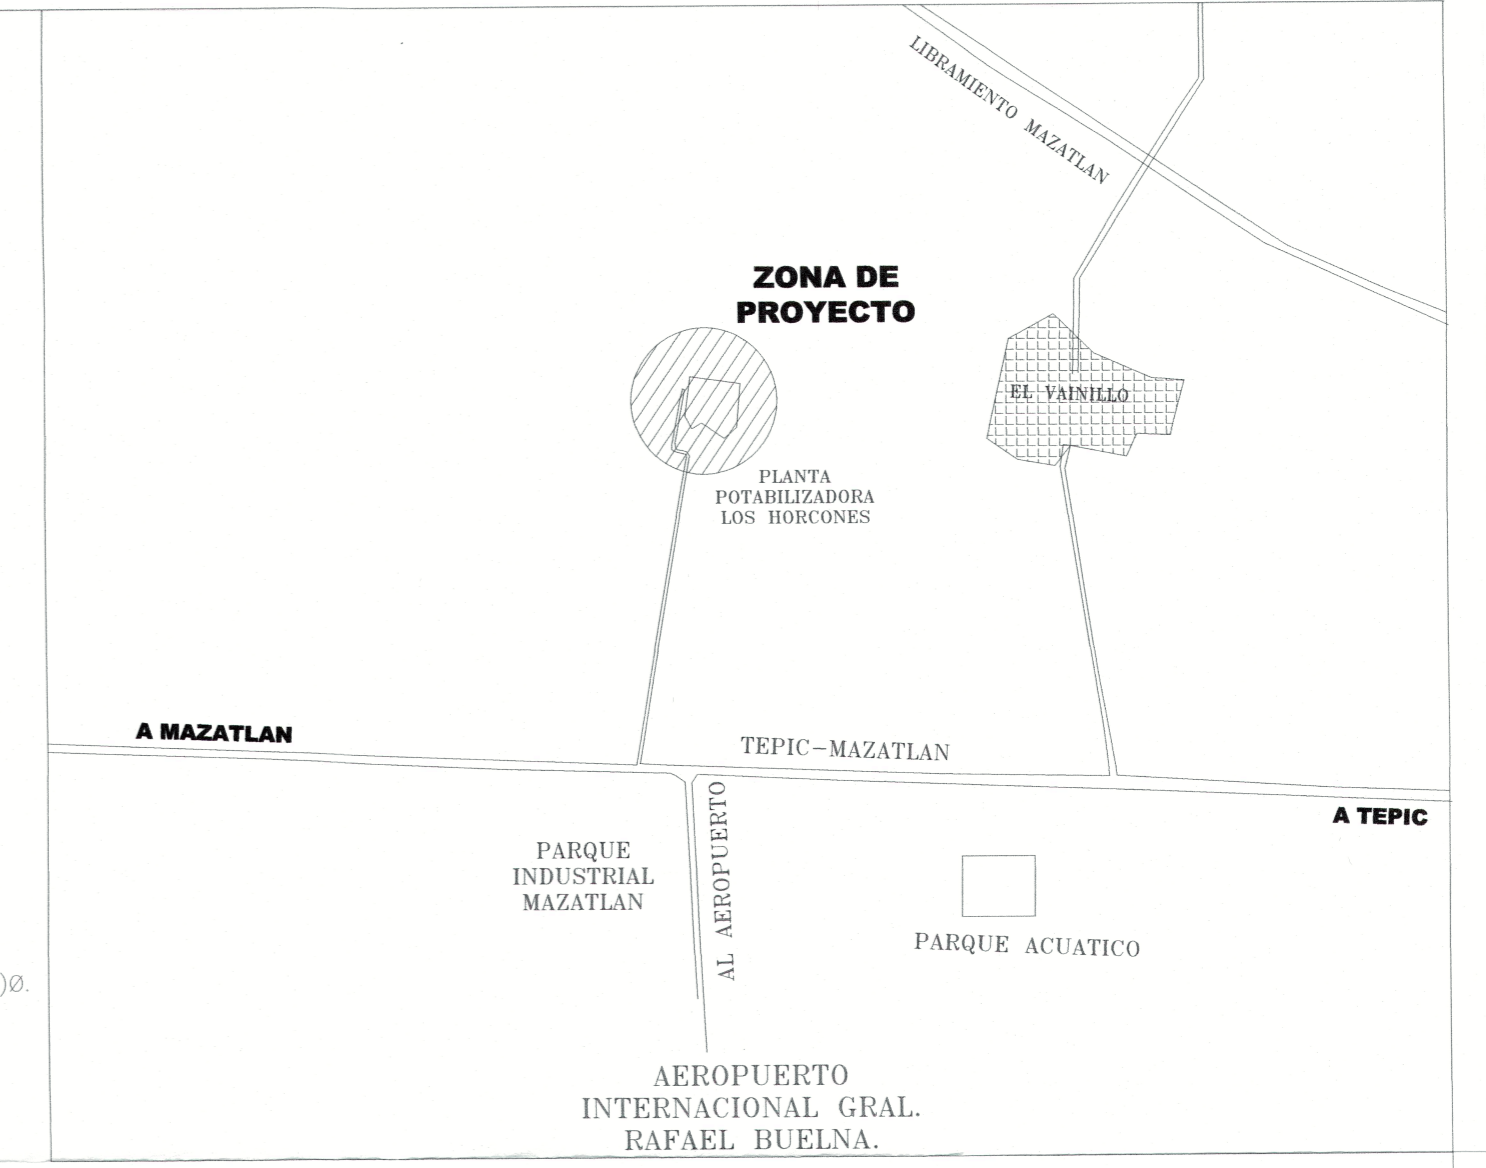 LIBRAMIENTO MAZATLAN
ZONA DE
PROYECTO
EL VAINILLO
PLANTA
POTABILIZADORA
LOS HORCONES
A MAZATLAN
TEPIC-MAZATLAN
A TEPIC
AL AEROPUERTO
PARQUE
INDUSTRIAL
MAZATLAN
PARQUE ACUATICO
)Ø.
AEROPUERTO
INTERNACIONAL GRAL.
RAFAEL BUELNA.